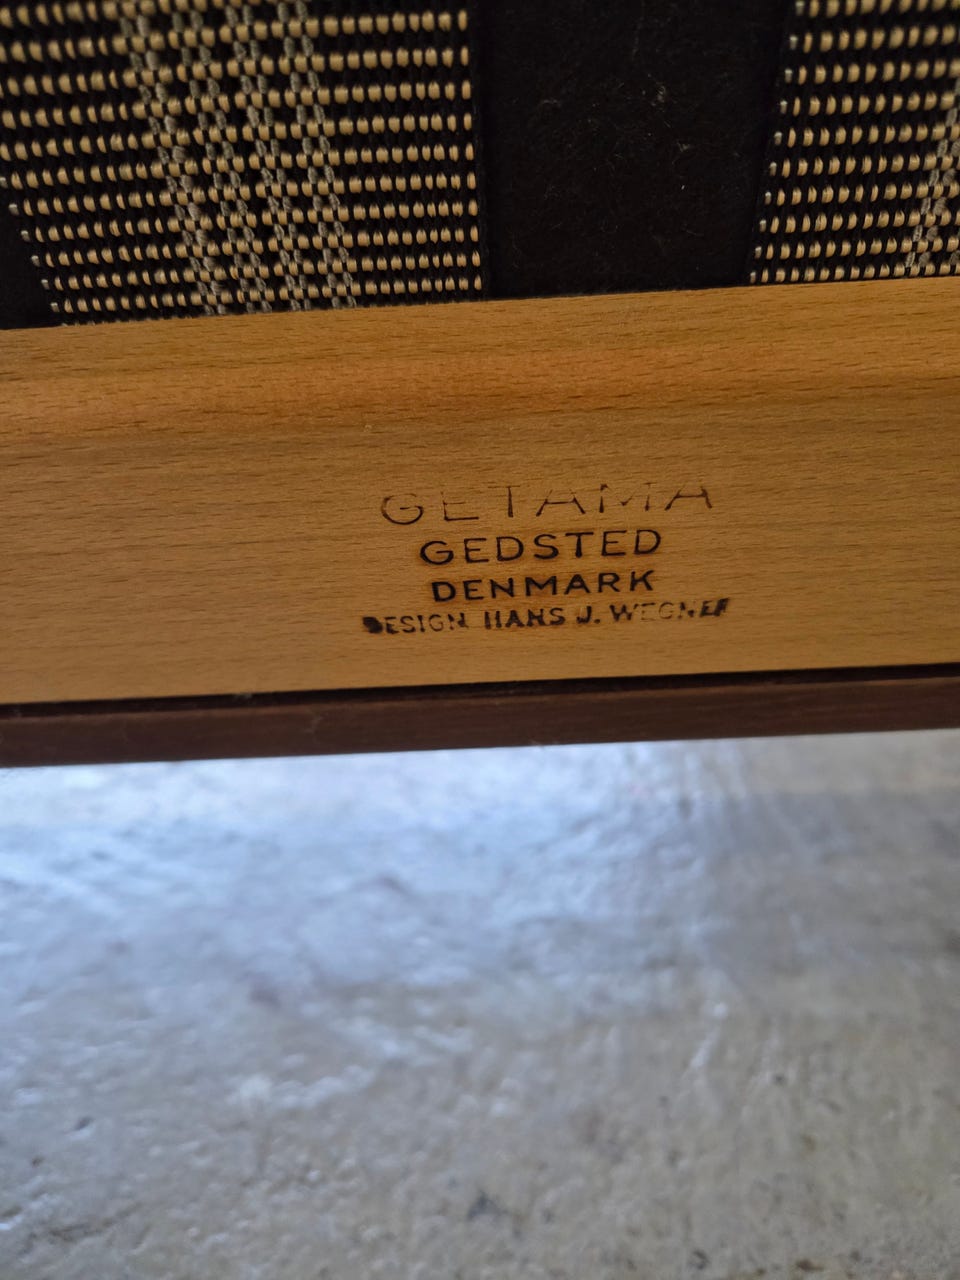 GETAMA
GEDSTED
DENMARK
DESIGN HANS J. WEGNER